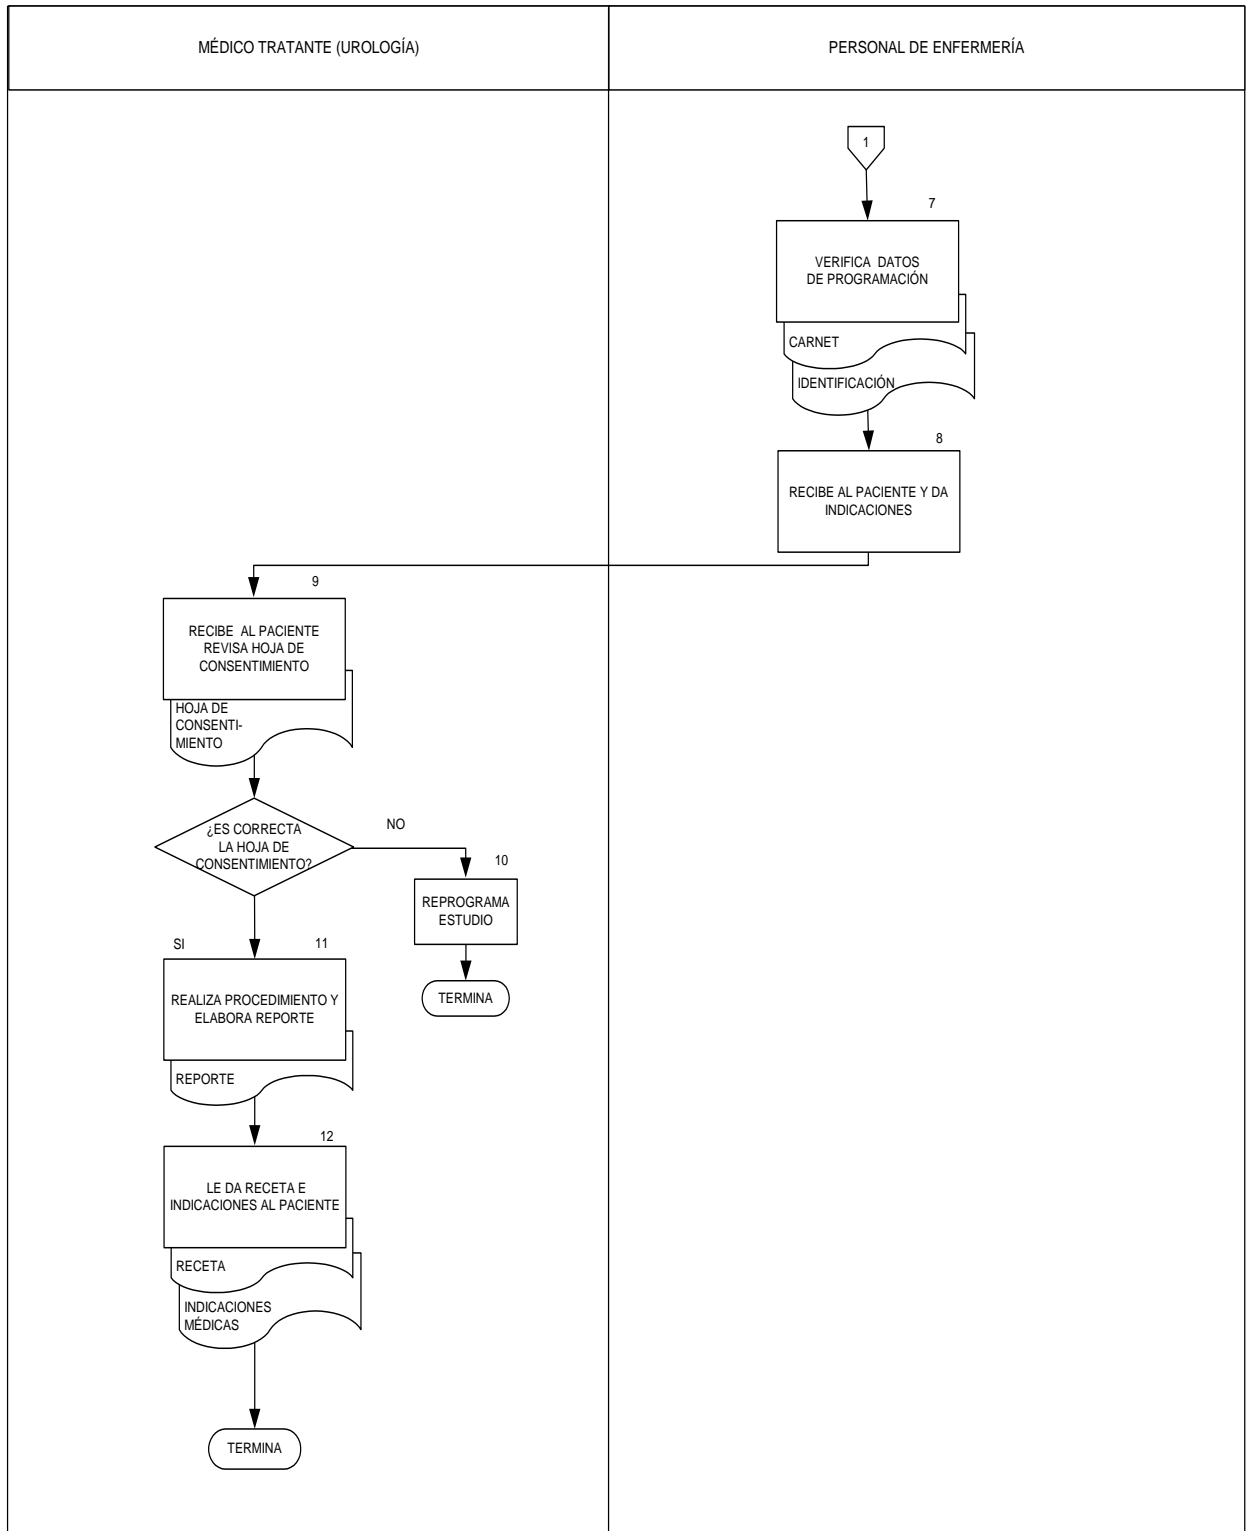 MÉDICO TRATANTE (UROLOGÍA)
PERSONAL DE ENFERMERÍA
1
7
VERIFICA DATOS
DE PROGRAMACIÓN
CARNET
IDENTIFICACIÓN
8
RECIBE AL PACIENTE Y DA
INDICACIONES
9
RECIBE AL PACIENTE
REVISA HOJA DE
CONSENTIMIENTO
HOJA DE
CONSENTI-
MIENTO
¿ES CORRECTA
LA HOJA DE
CONSENTIMIENTO?
NO
10
REPROGRAMA
ESTUDIO
TERMINA
SI
11
REALIZA PROCEDIMIENTO Y
ELABORA REPORTE
REPORTE
12
LE DA RECETA E
INDICACIONES AL PACIENTE
RECETA
INDICACIONES
MÉDICAS
TERMINA